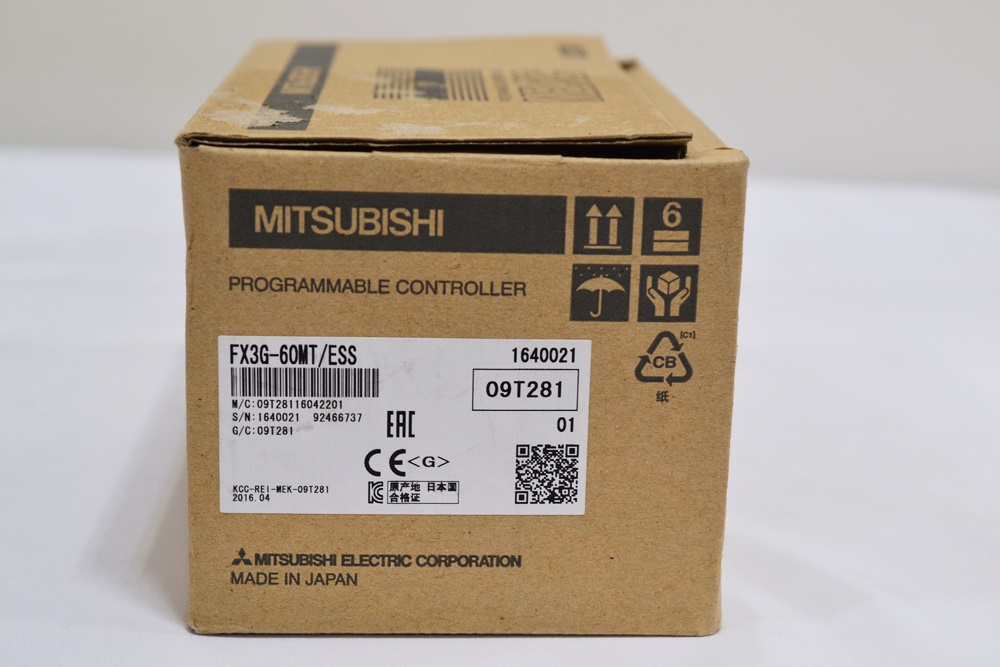 MITSUBISHI
6
PROGRAMMABLE CONTROLLER
FX3G-60MT/ESS
1640021
09T281
M/C:09T28116042201
S/N:1640021 92466737
G/C:09T281
EAC
01
CE<G>
KCC-REI-MEK-09T281
2016.04
原产地 日本国
合格证
[C1]
CB
纸
MITSUBISHI ELECTRIC CORPORATION
MADE IN JAPAN